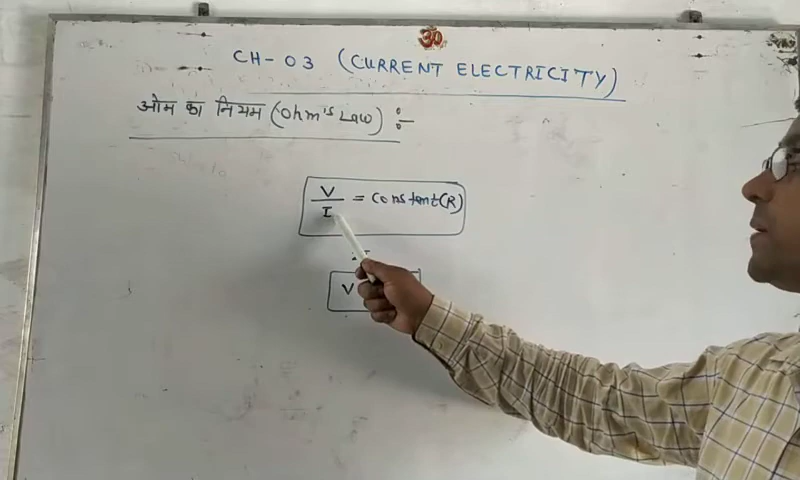 ॐ
CH-03 (CURRENT ELECTRICITY)
ओम का नियम (Ohm's Law) :-
V/I = Constant(R)
V